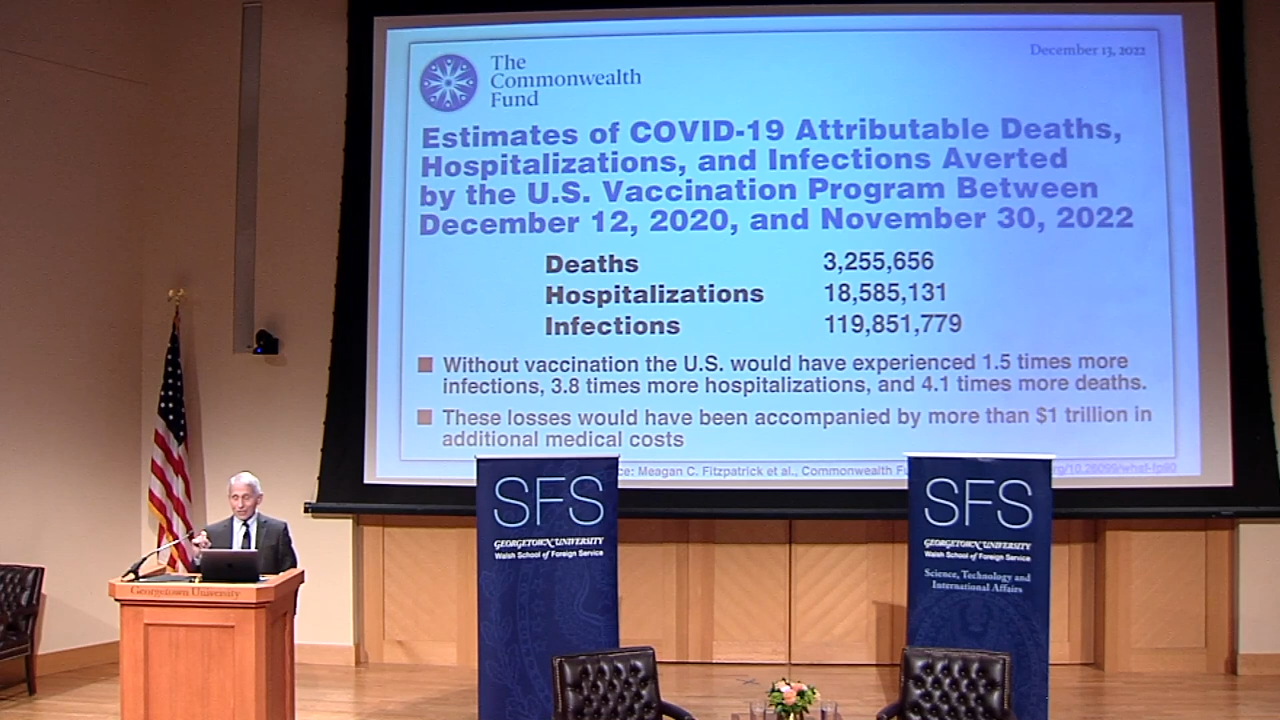 The
Commonwealth
Fund
December 13, 2022
Estimates of COVID-19 Attributable Deaths,
Hospitalizations, and Infections Averted
by the U.S. Vaccination Program Between
December 12, 2020, and November 30, 2022
Deaths 3,255,656
Hospitalizations 18,585,131
Infections 119,851,779
Without vaccination the U.S. would have experienced 1.5 times more
infections, 3.8 times more hospitalizations, and 4.1 times more deaths.
These losses would have been accompanied by more than $1 trillion in
additional medical costs
Meagan C. Fitzpatrick et al., Commonwealth
SFS
GEORGETOWN UNIVERSITY
Walsh School of Foreign Service
SFS
GEORGETOWN UNIVERSITY
Walsh School of Foreign Service
Science, Technology and
International Affairs
Georgetown University